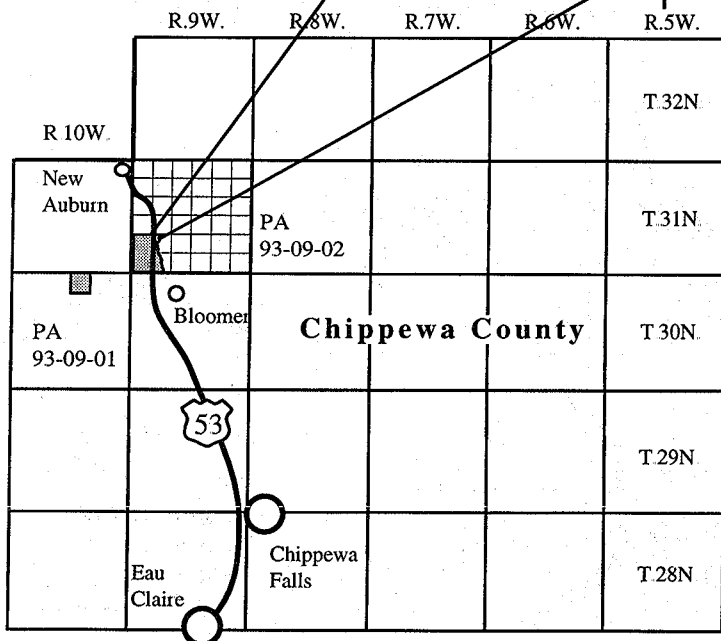 R.9W. R.8W. R.7W. R.6W. R.5W.
T.32N
R 10W.
New
Auburn
PA
93-09-02
T.31N
Bloomer
Chippewa County
T.30N
PA
93-09-01
53
T.29N
Chippewa
Falls
Eau
Claire
T.28N